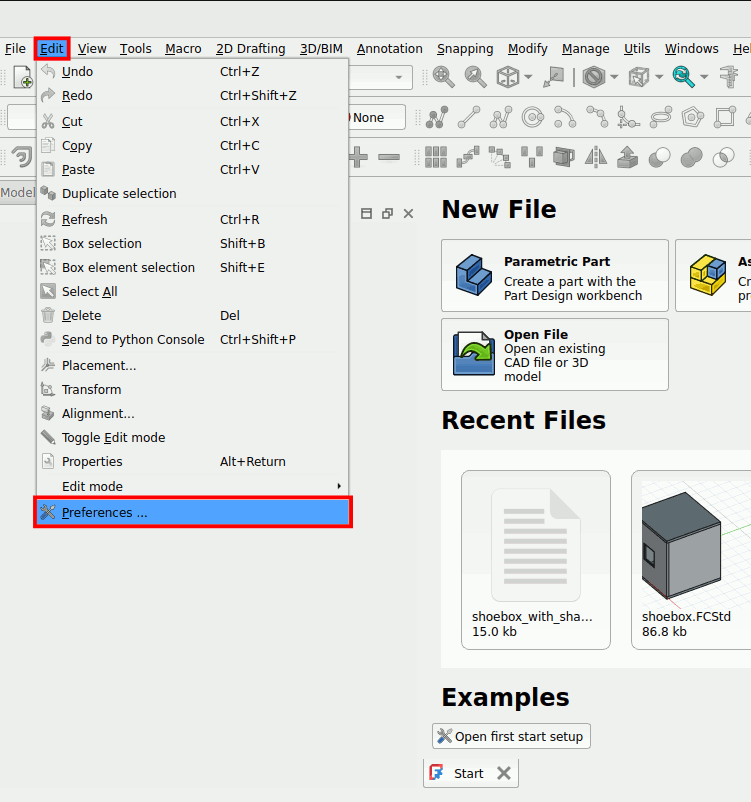 File Edit View Tools Macro 2D Drafting 3D/BIM Annotation Snapping Modify Manage Utils Windows
Undo Ctrl+Z
Redo Ctrl+Shift+Z
Cut Ctrl+X
Copy Ctrl+C
Paste Ctrl+V
Duplicate selection
Refresh Ctrl+R
Box selection Shift+B
Box element selection Shift+E
Select All
Delete Del
Send to Python Console Ctrl+Shift+P
Placement...
Transform
Alignment...
Toggle Edit mode
Properties Alt+Return
Edit mode
Preferences ...
None
Model
New File
Parametric Part
Create a part with the
Part Design workbench
Open File
Open an existing
CAD file or 3D
model
Recent Files
shoebox_with_sha...
15.0 kb
shoebox.FCStd
86.8 kb
Examples
Open first start setup
Start